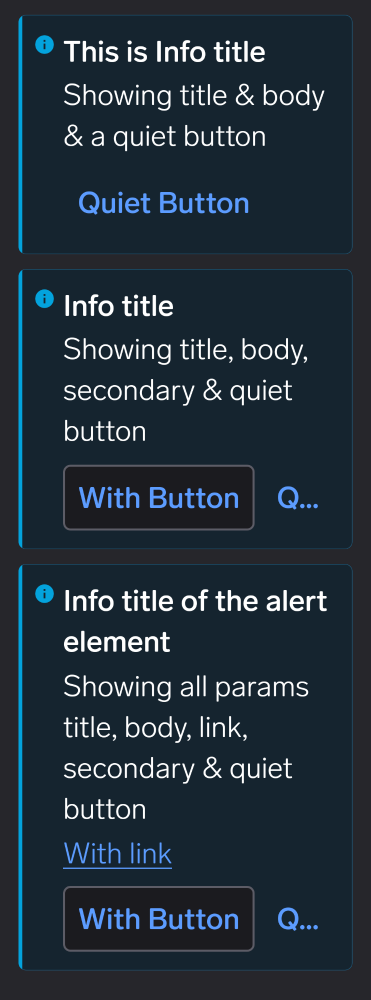 This is Info title
Showing title & body
& a quiet button
Quiet Button
Info title
Showing title, body,
secondary & quiet
button
With Button Q...
Info title of the alert
element
Showing all params
title, body, link,
secondary & quiet
button
With link
With Button Q...